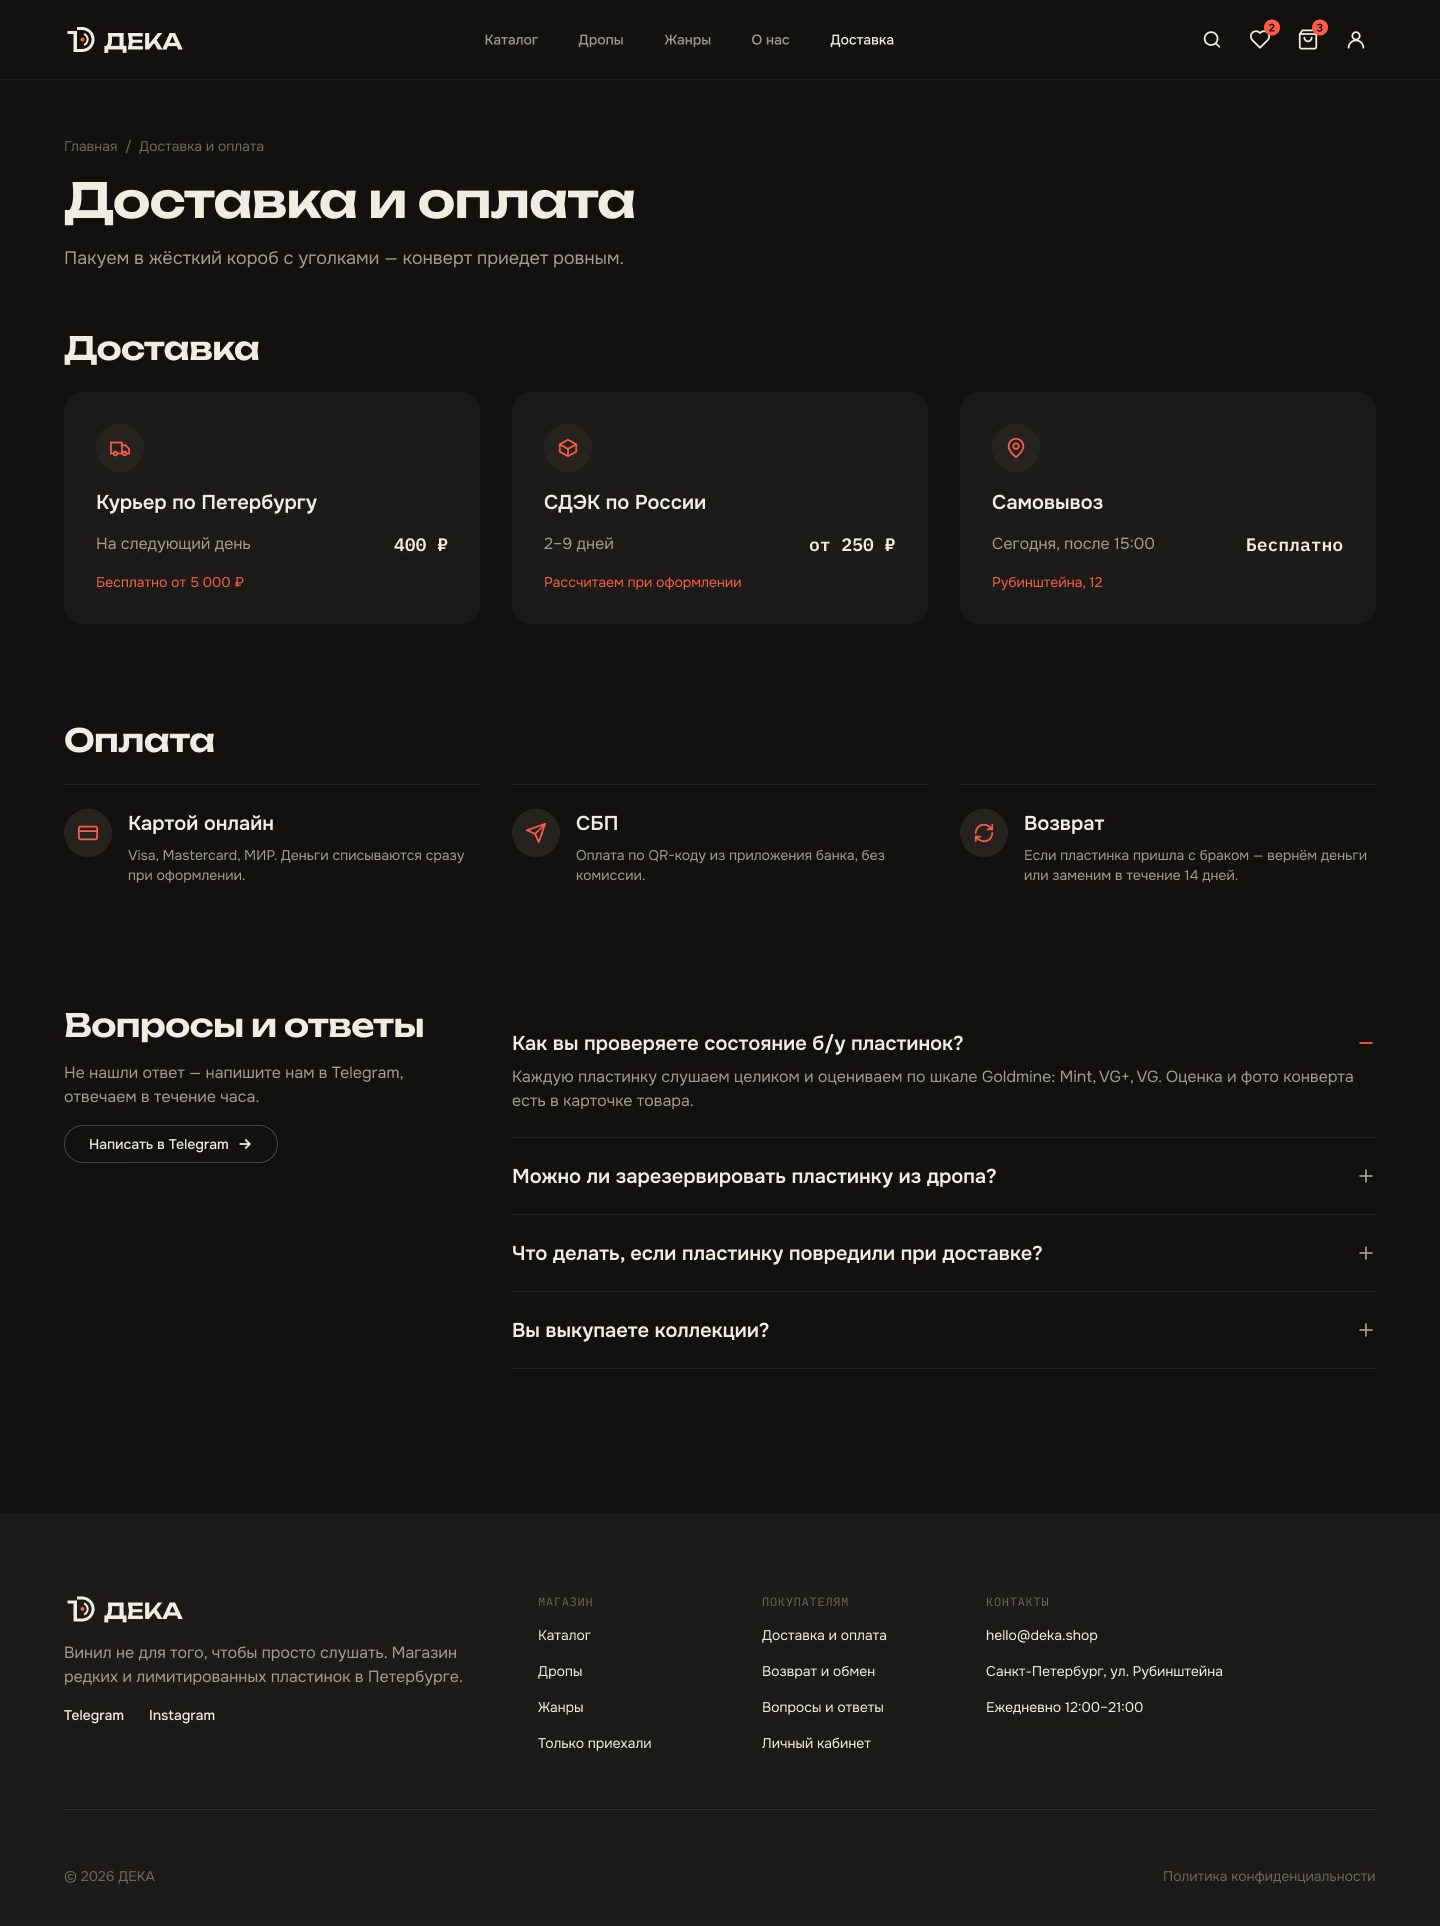 ДЕКА
Каталог Дропы Жанры О нас Доставка
2 3
Главная / Доставка и оплата
Доставка и оплата
Пакуем в жёсткий короб с уголками — конверт приедет ровным.
Доставка
Курьер по Петербургу
На следующий день 400 ₽
Бесплатно от 5 000 ₽
СДЭК по России
2–9 дней от 250 ₽
Рассчитаем при оформлении
Самовывоз
Сегодня, после 15:00 Бесплатно
Рубинштейна, 12
Оплата
Картой онлайн
Visa, Mastercard, МИР. Деньги списываются сразу
при оформлении.
СБП
Оплата по QR-коду из приложения банка, без
комиссии.
Возврат
Если пластинка пришла с браком — вернём деньги
или заменим в течение 14 дней.
Вопросы и ответы
Не нашли ответ — напишите нам в Telegram,
отвечаем в течение часа.
Написать в Telegram →
Как вы проверяете состояние б/у пластинок?
Каждую пластинку слушаем целиком и оцениваем по шкале Goldmine: Mint, VG+, VG. Оценка и фото конверта
есть в карточке товара.
Можно ли зарезервировать пластинку из дропа?
Что делать, если пластинку повредили при доставке?
Вы выкупаете коллекции?
ДЕКА
Винил не для того, чтобы просто слушать. Магазин
редких и лимитированных пластинок в Петербурге.
Telegram Instagram
МАГАЗИН
Каталог
Дропы
Жанры
Только приехали
ПОКУПАТЕЛЯМ
Доставка и оплата
Возврат и обмен
Вопросы и ответы
Личный кабинет
КОНТАКТЫ
hello@deka.shop
Санкт-Петербург, ул. Рубинштейна
Ежедневно 12:00–21:00
© 2026 ДЕКА
Политика конфиденциальности